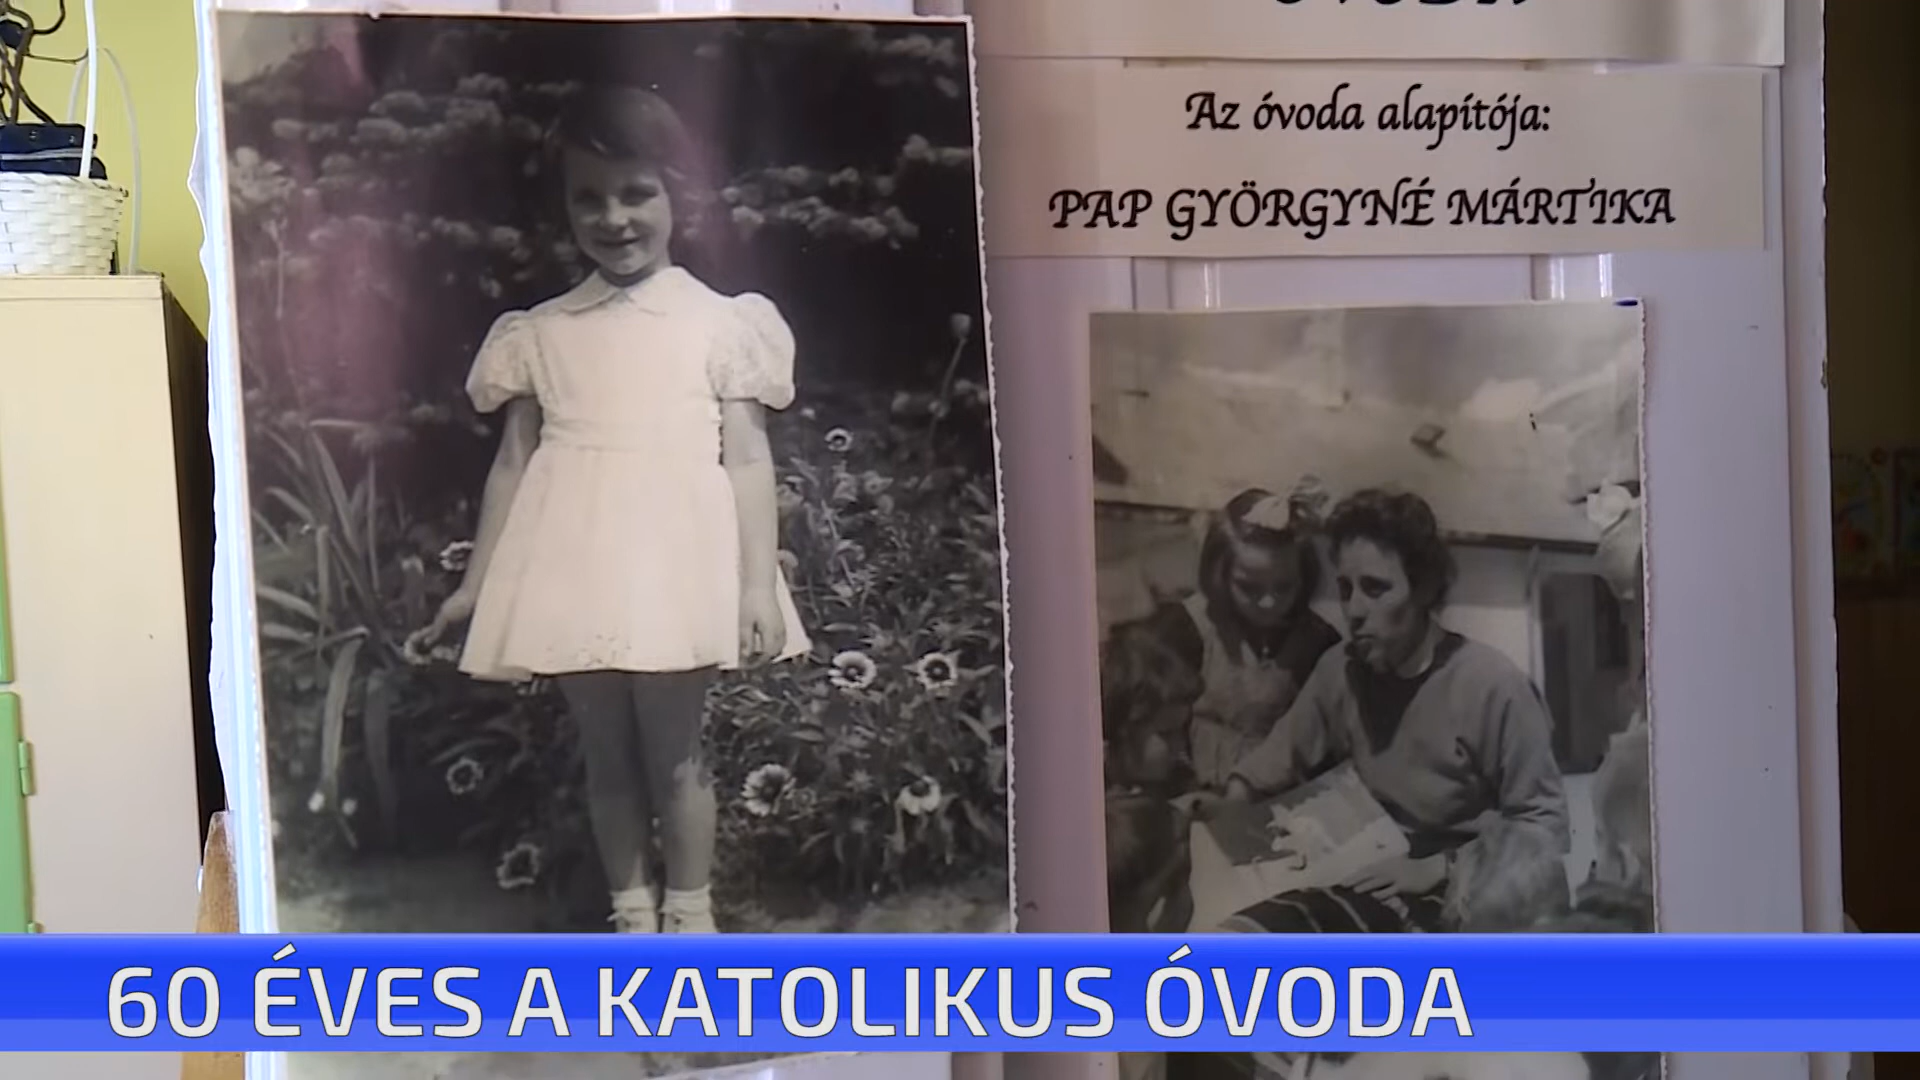 Az óvoda alapítója:
PAP GYÖRGYNÉ MÁRTIKA
60 ÉVES A KATOLIKUS ÓVODA